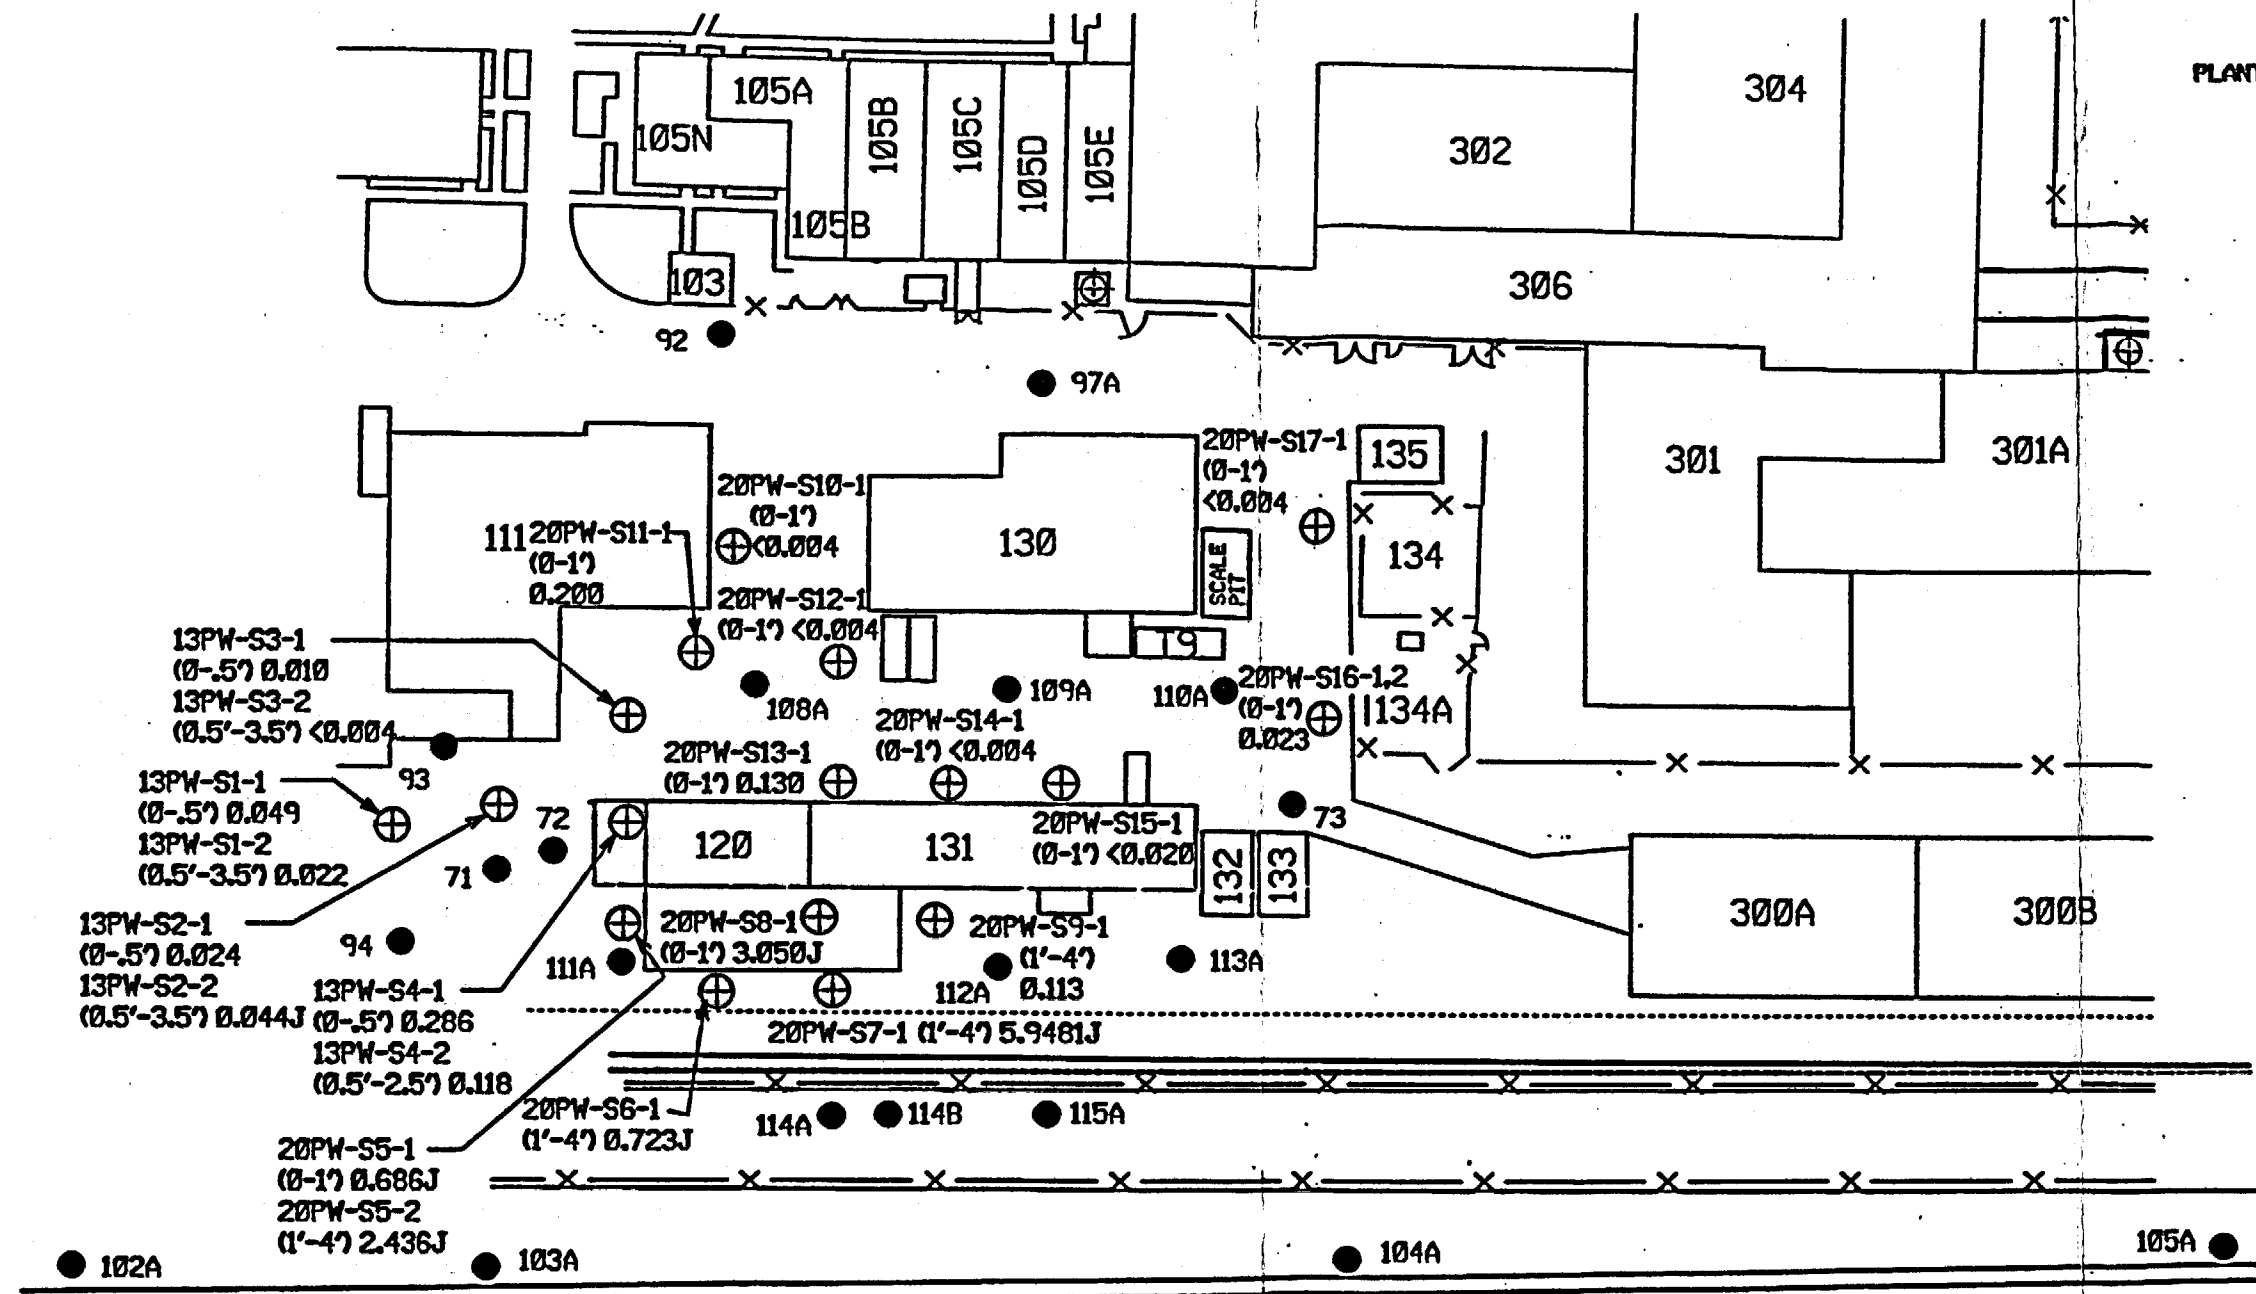 PLANT
304
105A
105N
105B
105C
105D
105E
302
105B
103
306
92
97A
20PW-S17-1
(0-1')
<0.004
135
301
301A
20PW-S10-1
(0-1')
<0.004
111
20PW-S11-1
(0-1')
0.200
130
SCALE
PIT
134
20PW-S12-1
(0-1') <0.004
13PW-S3-1
(0-.5') 0.010
13PW-S3-2
(0.5'-3.5') <0.004
T9
108A
109A
110A
20PW-S16-1,2
(0-1')
0.023
134A
20PW-S14-1
(0-1') <0.004
20PW-S13-1
(0-1') 0.130
93
13PW-S1-1
(0-.5') 0.049
13PW-S1-2
(0.5'-3.5') 0.022
72
71
73
120
131
20PW-S15-1
(0-1') <0.020
132
133
300A
300B
13PW-S2-1
(0-.5') 0.024
13PW-S2-2
(0.5'-3.5') 0.044J
94
111A
20PW-S8-1
(0-1') 3.050J
20PW-S9-1
(1'-4')
0.113
112A
113A
13PW-S4-1
(0-.5') 0.286
13PW-S4-2
(0.5'-2.5') 0.118
20PW-S7-1 (1'-4') 5.9481J
20PW-S6-1
(1'-4') 0.723J
114A
114B
115A
20PW-S5-1
(0-1') 0.686J
20PW-S5-2
(1'-4') 2.436J
102A
103A
104A
105A